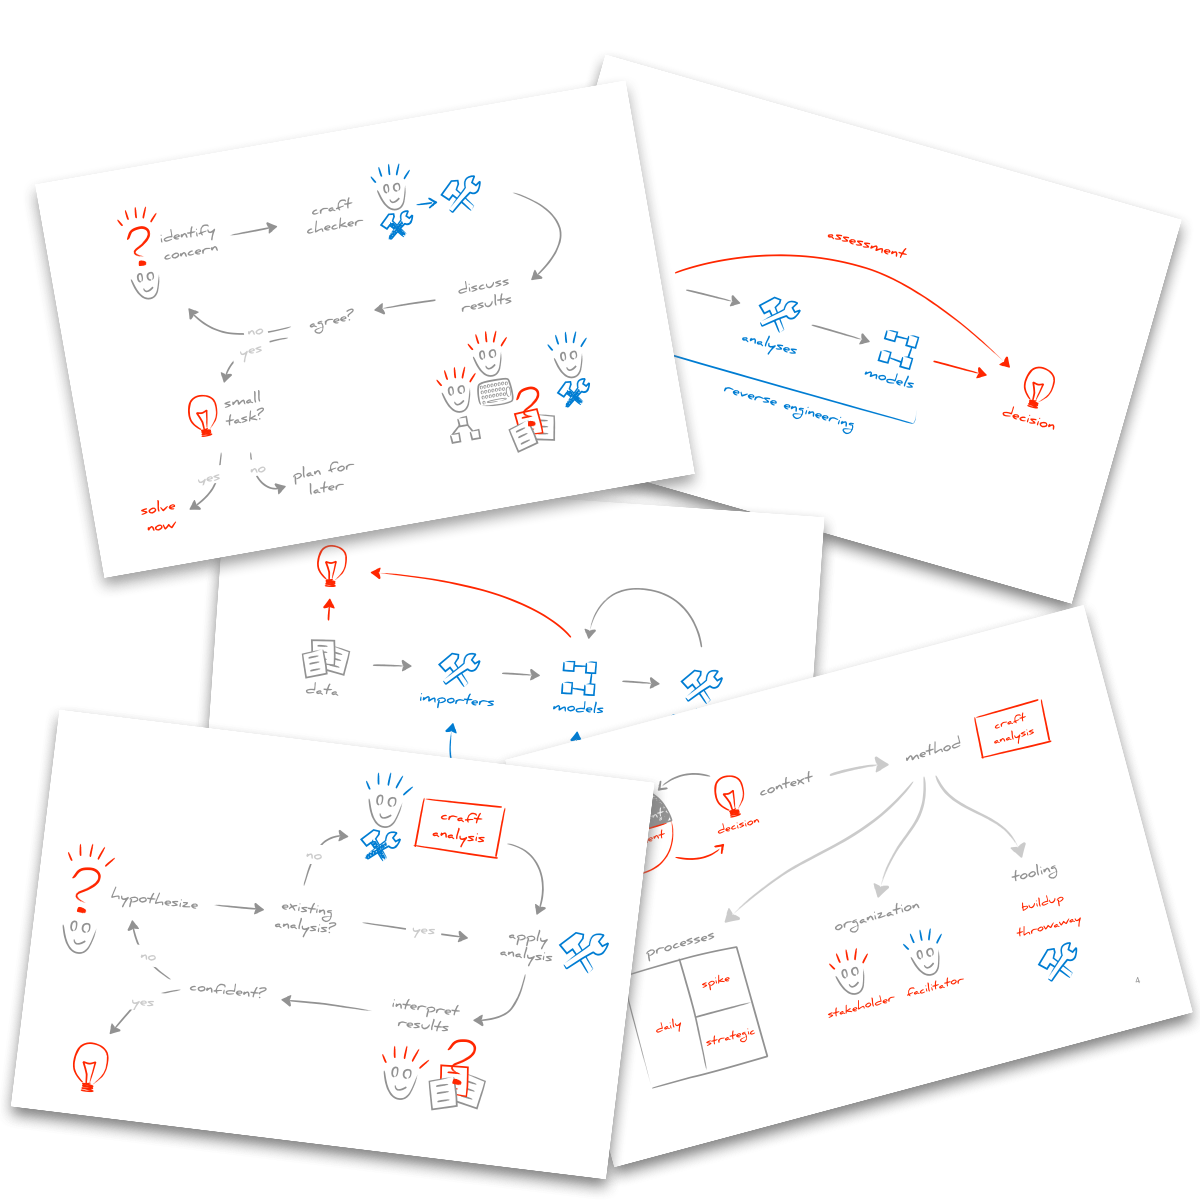 identify
concern
craft
checker
discuss
results
agree?
no
yes
small
task?
yes
no
plan for
later
solve
now
assessment
analyses
models
reverse engineering
decision
data
importers
models
hypothesize
existing
analysis?
no
craft
analysis
yes
apply
analysis
interpret
results
confident?
no
yes
context
method
craft
analysis
decision
processes
daily
spike
strategic
organization
stakeholder
facilitator
tooling
buildup
throwaway
4